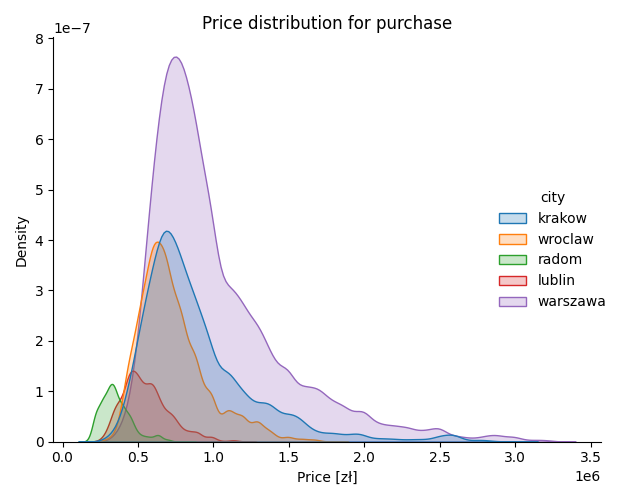 Price distribution for purchase
1e−7
8
7
6
5
4
3
2
1
0
Density
0.0 0.5 1.0 1.5 2.0 2.5 3.0 3.5
1e6
Price [zł]
city
krakow
wroclaw
radom
lublin
warszawa